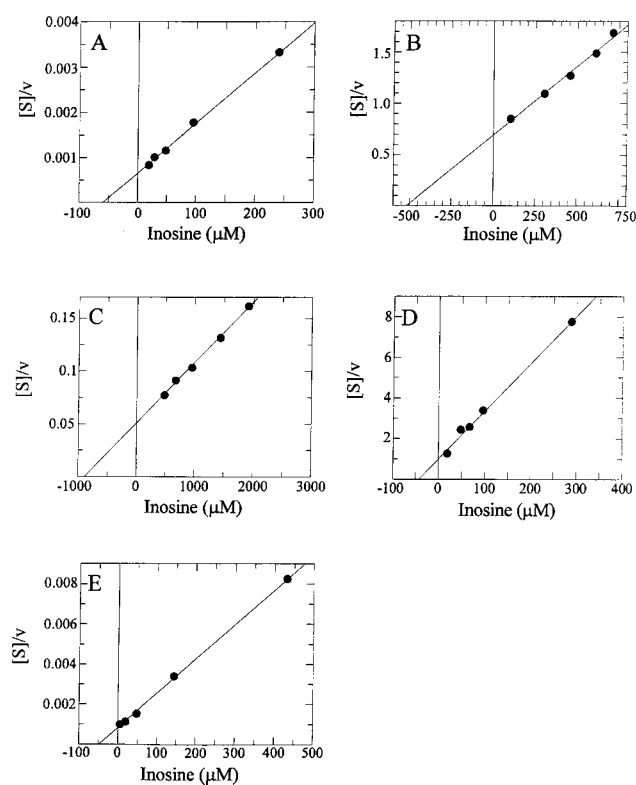 A
[S]/v
0.004
0.003
0.002
0.001
-100 0 100 200 300
Inosine (μM)
B
[S]/v
1.5
1.0
0.5
-500 -250 0 250 500 750
Inosine (μM)
C
[S]/v
0.15
0.1
0.05
-1000 0 1000 2000 3000
Inosine (μM)
D
[S]/v
8
6
4
2
-100 0 100 200 300 400
Inosine (μM)
E
[S]/v
0.008
0.006
0.004
0.002
-100 0 100 200 300 400 500
Inosine (μM)